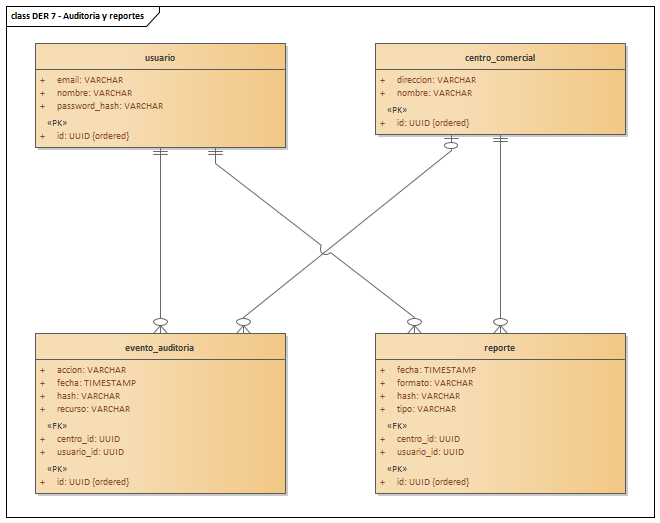 class DER 7 - Auditoria y reportes
usuario
+ email: VARCHAR
+ nombre: VARCHAR
+ password_hash: VARCHAR
«PK»
+ id: UUID {ordered}
centro_comercial
+ direccion: VARCHAR
+ nombre: VARCHAR
«PK»
+ id: UUID {ordered}
evento_auditoria
+ accion: VARCHAR
+ fecha: TIMESTAMP
+ hash: VARCHAR
+ recurso: VARCHAR
«FK»
+ centro_id: UUID
+ usuario_id: UUID
«PK»
+ id: UUID {ordered}
reporte
+ fecha: TIMESTAMP
+ formato: VARCHAR
+ hash: VARCHAR
+ tipo: VARCHAR
«FK»
+ centro_id: UUID
+ usuario_id: UUID
«PK»
+ id: UUID {ordered}